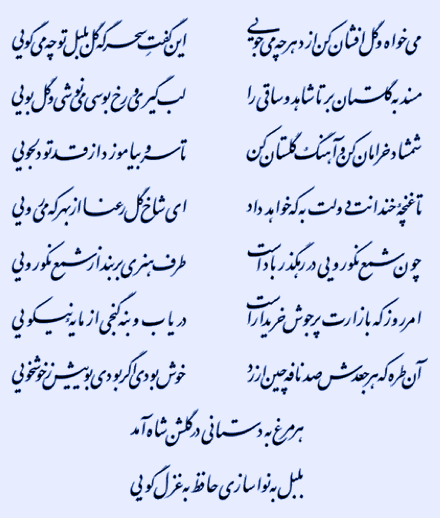 می خواه و گل افشان کن از دهر چه می‌جویی این گفت سحرگه گل بلبل تو چه می‌گویی
مسند به گلستان بر تا شاهد و ساقی را لب گیری و رخ بوسی می نوشی و گل بویی
شمشاد خرامان کن و آهنگ گلستان کن تا سرو بیاموزد از قد تو دلجویی
تا غنچهٔ خندانت دولت به که خواهد داد ای شاخ گل رعنا از بهر که می‌رویی
چون شمع نکورویی در رهگذر باد است طرف هنری بربند از شمع نکورویی
امروز که بازارت پرجوش خریدار است دریاب و بنه گنجی از مایه نیکویی
آن طره که هر جعدش صد نافه چین ارزد خوش بودی اگر بودی بوییش ز خوشخویی
هر مرغ به دستانی در گلشن شاه آمد
بلبل به نواسازی حافظ به غزل گویی